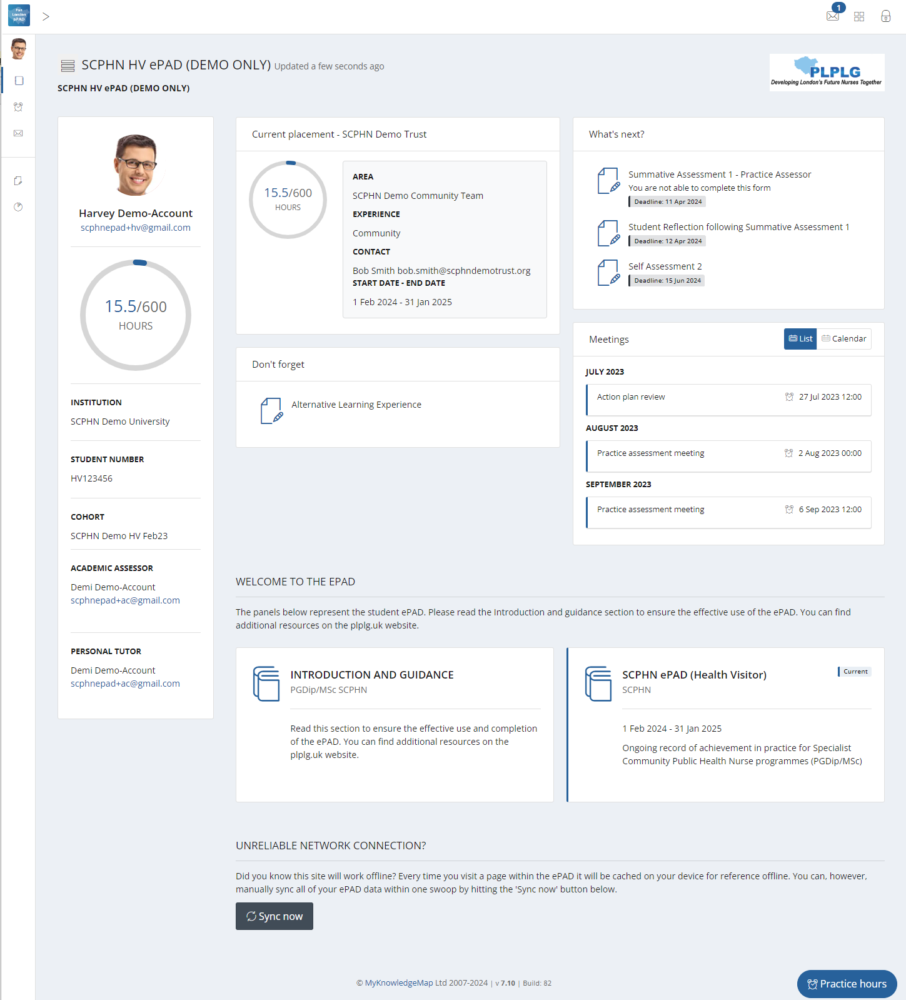 Pan London ePAD
1
SCPHN HV ePAD (DEMO ONLY) Updated a few seconds ago
SCPHN HV ePAD (DEMO ONLY)
PLPLG
Developing London's Future Nurses Together
Harvey Demo-Account
scphnepad+hv@gmail.com
15.5/600
HOURS
INSTITUTION
SCPHN Demo University
STUDENT NUMBER
HV123456
COHORT
SCPHN Demo HV Feb23
ACADEMIC ASSESSOR
Demi Demo-Account
scphnepad+ac@gmail.com
PERSONAL TUTOR
Demi Demo-Account
scphnepad+ac@gmail.com
Current placement - SCPHN Demo Trust
15.5/600
HOURS
AREA
SCPHN Demo Community Team
EXPERIENCE
Community
CONTACT
Bob Smith bob.smith@scphndemotrust.org
START DATE - END DATE
1 Feb 2024 - 31 Jan 2025
Don't forget
Alternative Learning Experience
What's next?
Summative Assessment 1 - Practice Assessor
You are not able to complete this form
Deadline: 11 Apr 2024
Student Reflection following Summative Assessment 1
Deadline: 12 Apr 2024
Self Assessment 2
Deadline: 15 Jun 2024
Meetings
List
Calendar
JULY 2023
Action plan review 27 Jul 2023 12:00
AUGUST 2023
Practice assessment meeting 2 Aug 2023 00:00
SEPTEMBER 2023
Practice assessment meeting 6 Sep 2023 12:00
WELCOME TO THE EPAD
The panels below represent the student ePAD. Please read the Introduction and guidance section to ensure the effective use of the ePAD. You can find
additional resources on the plplg.uk website.
INTRODUCTION AND GUIDANCE
PGDip/MSc SCPHN
Read this section to ensure the effective use and completion
of the ePAD. You can find additional resources on the
plplg.uk website.
SCPHN ePAD (Health Visitor)
Current
SCPHN
1 Feb 2024 - 31 Jan 2025
Ongoing record of achievement in practice for Specialist
Community Public Health Nurse programmes (PGDip/MSc)
UNRELIABLE NETWORK CONNECTION?
Did you know this site will work offline? Every time you visit a page within the ePAD it will be cached on your device for reference offline. You can, however,
manually sync all of your ePAD data within one swoop by hitting the 'Sync now' button below.
Sync now
© MyKnowledgeMap Ltd 2007-2024 | v 7.10 | Build: 82
Practice hours